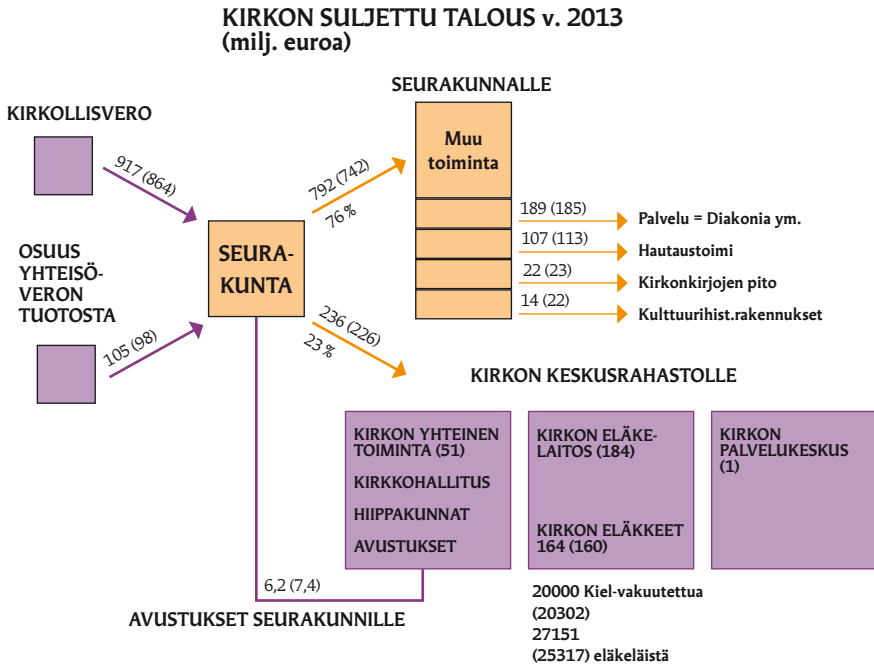 KIRKON SULJETTU TALOUS v. 2013
(milj. euroa)
SEURAKUNNALLE
KIRKOLLISVERO
917 (864)
OSUUS
YHTEISÖ-
VERON
TUOTOSTA
105 (98)
SEURA-
KUNTA
792 (742)
76 %
236 (226)
23 %
Muu
toiminta
189 (185)
Palvelu = Diakonia ym.
107 (113)
Hautaustoimi
22 (23)
Kirkonkirjojen pito
14 (22)
Kulttuurihist.rakennukset
KIRKON KESKUSRAHASTOLLE
KIRKON YHTEINEN
TOIMINTA (51)
KIRKKOHALLITUS
HIIPPAKUNNAT
AVUSTUKSET
KIRKON ELÄKE-
LAITOS (184)
KIRKON ELÄKKEET
164 (160)
KIRKON
PALVELUKESKUS
(1)
6,2 (7,4)
AVUSTUKSET SEURAKUNNILLE
20000 Kiel-vakuutettua
(20302)
27151
(25317) eläkeläistä